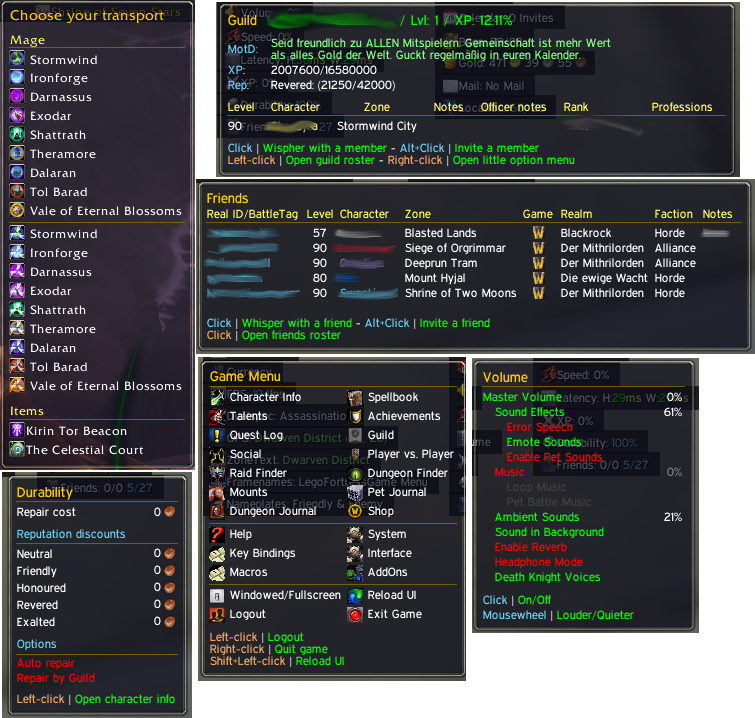 Choose your transport
Mage
Stormwind
Ironforge
Darnassus
Exodar
Shattrath
Theramore
Dalaran
Tol Barad
Vale of Eternal Blossoms
Stormwind
Ironforge
Darnassus
Exodar
Shattrath
Theramore
Dalaran
Tol Barad
Vale of Eternal Blossoms
Items
Kirin Tor Beacon
The Celestial Court
Guild / Lvl: 1 / XP: 12.11%
MotD: Seid freundlich zu ALLEN Mitspielern. Gemeinschaft ist mehr Wert
als alles Gold der Welt. Guckt regelmäßig in euren Kalender.
XP: 2007600/16580000
Rep: Revered: (21250/42000)
Level Character Zone Notes Officer notes Rank Professions
90 Stormwind City
Click | Wispher with a member - Alt+Click | Invite a member
Left-click | Open guild roster - Right-click | Open little option menu
Friends
Real ID/BattleTag Level Character Zone Game Realm Faction Notes
57 Blasted Lands Blackrock Horde
90 Siege of Orgrimmar Der Mithrilorden Alliance
90 Deeprun Tram Der Mithrilorden Alliance
80 Mount Hyjal Die ewige Wacht Horde
90 Shrine of Two Moons Der Mithrilorden Horde
Click | Whisper with a friend - Alt+Click | Invite a friend
Click | Open friends roster
Game Menu
Character Info Spellbook
Talents Achievements
Quest Log Guild
Social Player vs. Player
Raid Finder Dungeon Finder
Mounts Pet Journal
Dungeon Journal Shop
Help System
Key Bindings Interface
Macros AddOns
Windowed/Fullscreen Reload UI
Logout Exit Game
Left-click | Logout
Right-click | Quit game
Shift+Left-click | Reload UI
Volume
Master Volume 0%
Sound Effects 61%
Error Speech
Emote Sounds
Enable Pet Sounds
Music 0%
Loop Music
Pet Battle Music
Ambient Sounds 21%
Sound in Background
Enable Reverb
Headphone Mode
Death Knight Voices
Click | On/Off
Mousewheel | Louder/Quieter
Durability
Repair cost 0
Reputation discounts
Neutral 0
Friendly 0
Honoured 0
Revered 0
Exalted 0
Options
Auto repair
Repair by Guild
Left-click | Open character info